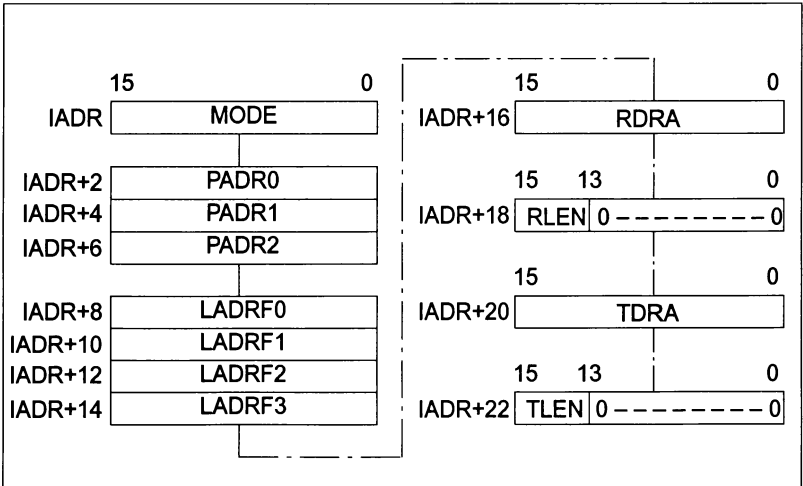 15 0
IADR MODE
IADR+2 PADR0
IADR+4 PADR1
IADR+6 PADR2
IADR+8 LADRF0
IADR+10 LADRF1
IADR+12 LADRF2
IADR+14 LADRF3
15 0
IADR+16 RDRA
15 13 0
IADR+18 RLEN 0 – – – – – – – – 0
15 0
IADR+20 TDRA
15 13 0
IADR+22 TLEN 0 – – – – – – – – 0